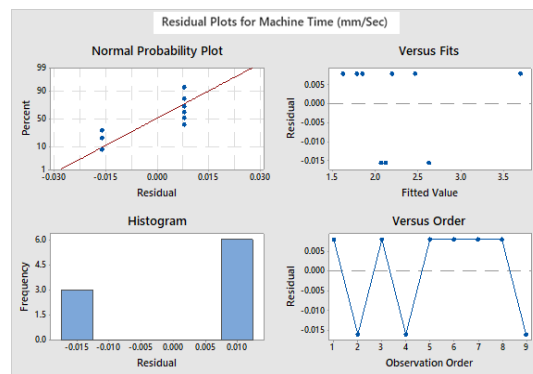 Residual Plots for Machine Time (mm/Sec)
Normal Probability Plot
99
90
50
10
1
Percent
-0.030 -0.015 0.000 0.015 0.030
Residual
Versus Fits
0.005
0.000
-0.005
-0.010
-0.015
Residual
1.5 2.0 2.5 3.0 3.5
Fitted Value
Histogram
6.0
4.5
3.0
1.5
0.0
Frequency
-0.015 -0.010 -0.005 0.000 0.005 0.010
Residual
Versus Order
0.005
0.000
-0.005
-0.010
-0.015
Residual
1 2 3 4 5 6 7 8 9
Observation Order